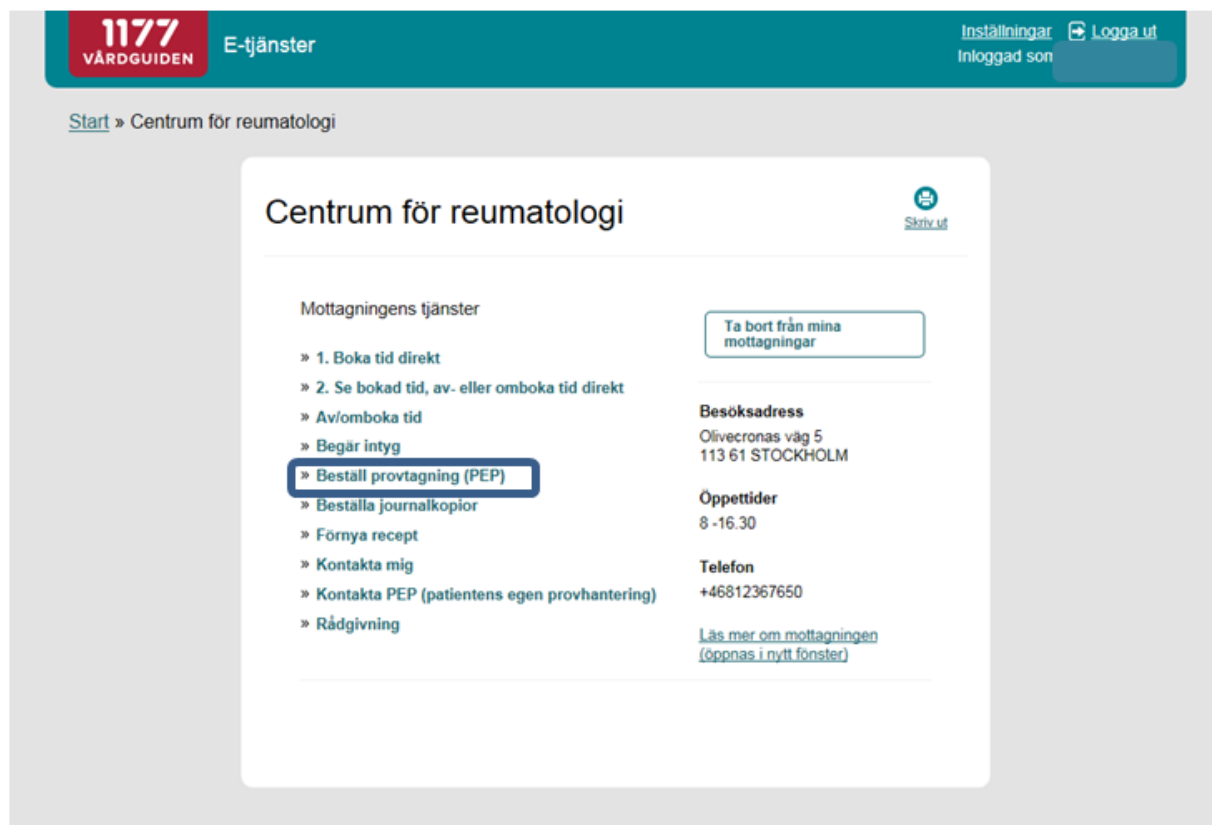 1177
VÅRDGUIDEN
E-tjänster
Inställningar
Logga ut
Inloggad som
Start » Centrum för reumatologi
Centrum för reumatologi
Skriv ut
Mottagningens tjänster
» 1. Boka tid direkt
» 2. Se bokad tid, av- eller omboka tid direkt
» Av/omboka tid
» Begär intyg
» Beställ provtagning (PEP)
» Beställa journalkopior
» Förnya recept
» Kontakta mig
» Kontakta PEP (patientens egen provhantering)
» Rådgivning
Ta bort från mina
mottagningar
Besöksadress
Olivecronas väg 5
113 61 STOCKHOLM
Öppettider
8 -16.30
Telefon
+46812367650
Läs mer om mottagningen
(öppnas i nytt fönster)